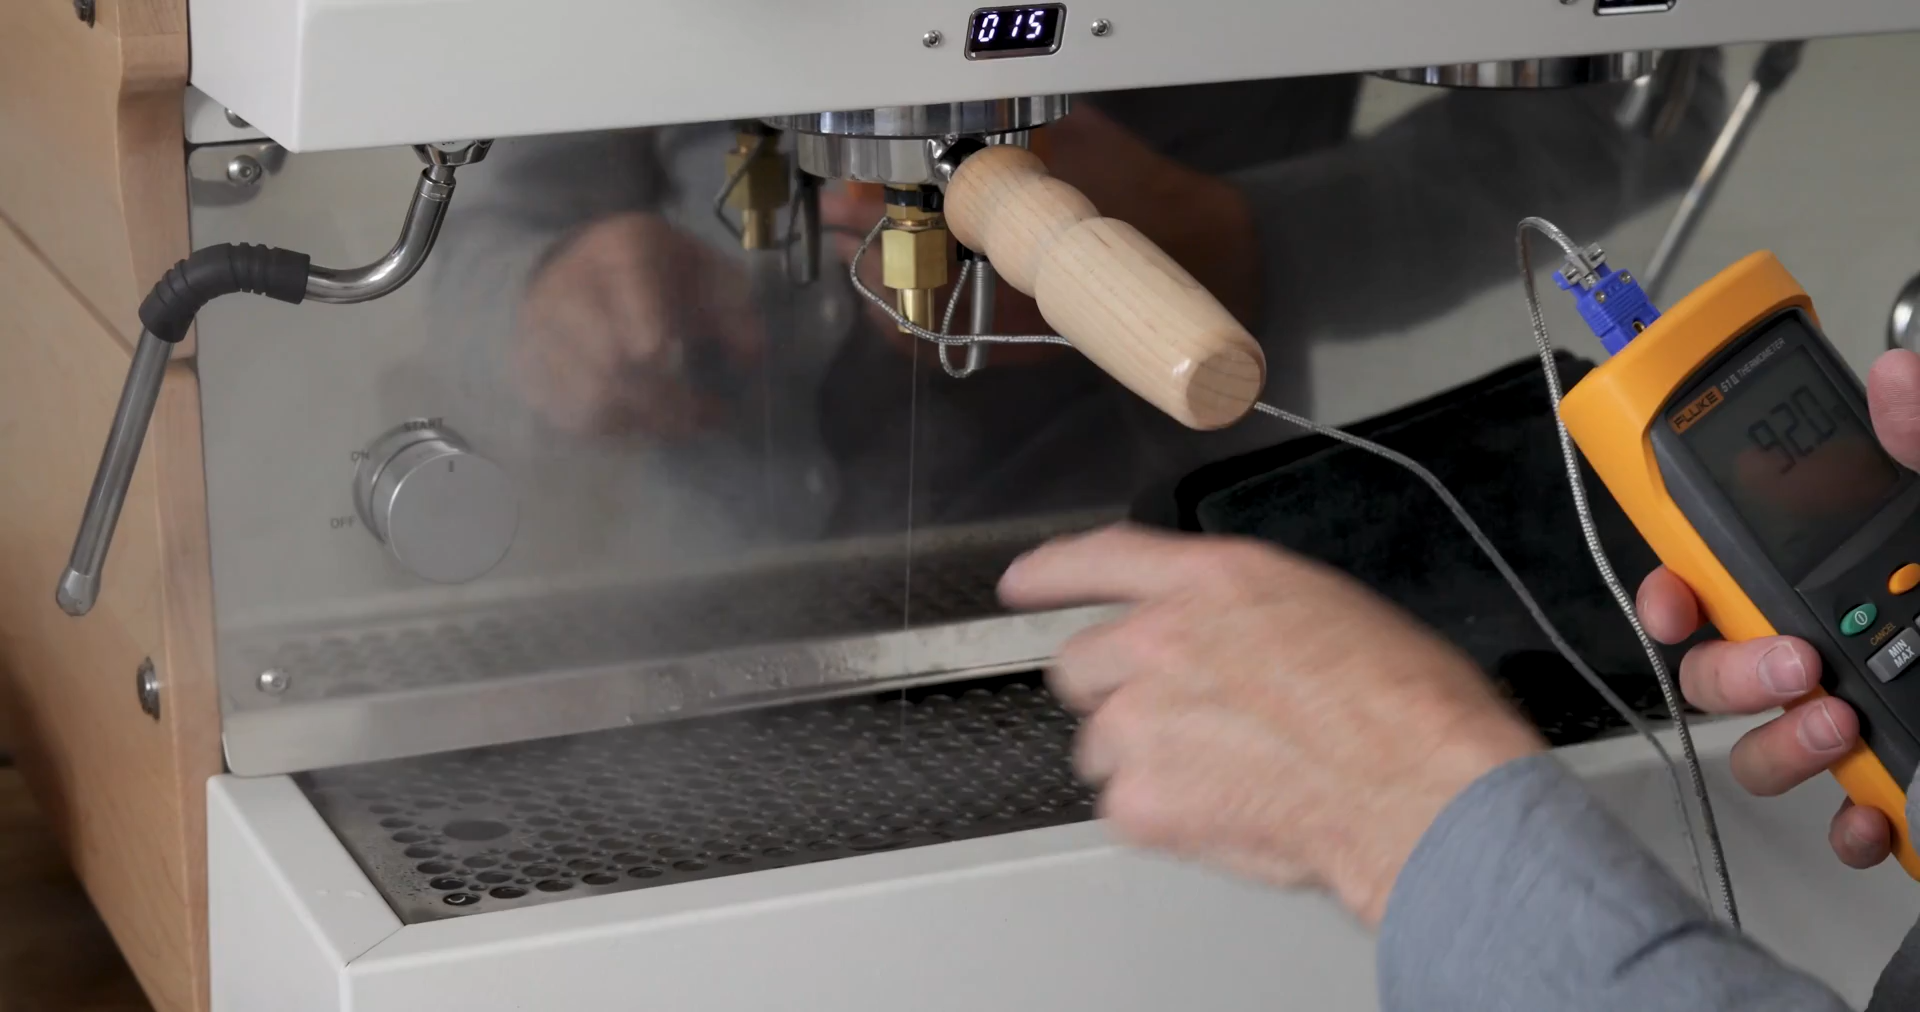 015
START
ON
OFF
FLUKE 51 II THERMOMETER
92.0
CANCEL
MIN
MAX